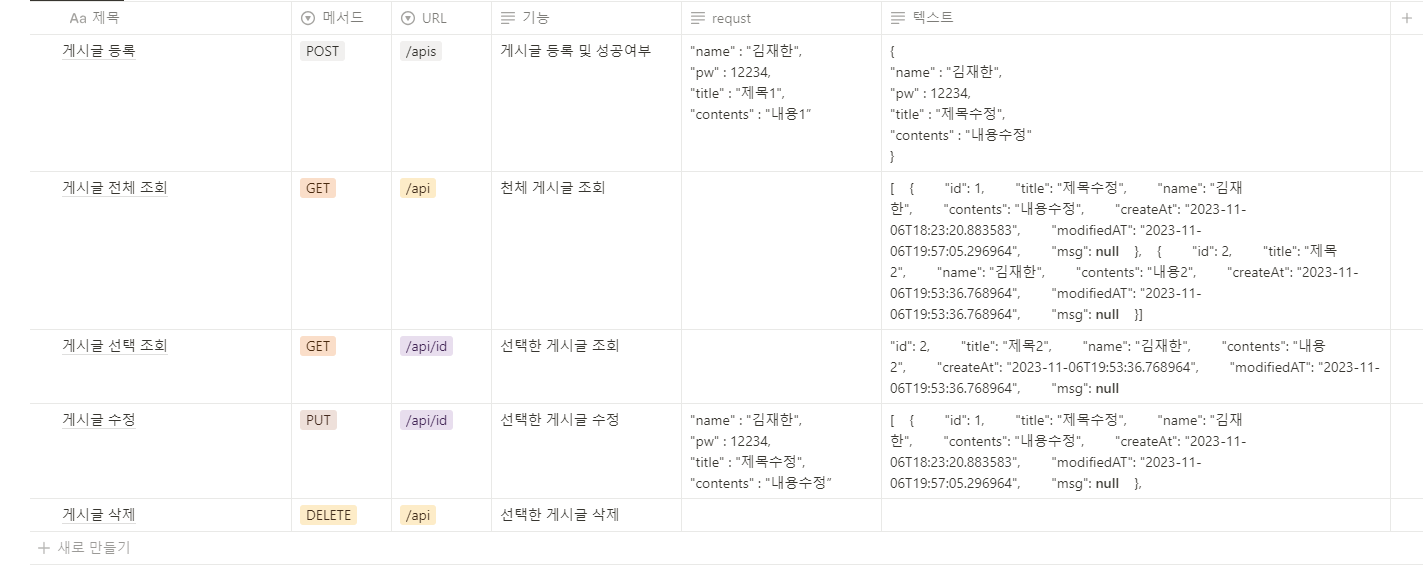 Aa 제목 메서드 URL 기능 requst 텍스트
게시글 등록 POST /apis 게시글 등록 및 성공여부
"name" : "김재한",
"pw" : 12234,
"title" : "제목1",
"contents" : "내용1”
{
"name" : "김재한",
"pw" : 12234,
"title" : "제목수정",
"contents" : "내용수정"
}
게시글 전체 조회 GET /api 천체 게시글 조회
[ { "id": 1, "title": "제목수정", "name": "김재
한", "contents": "내용수정", "createAt": "2023-11-
06T18:23:20.883583", "modifiedAT": "2023-11-
06T19:57:05.296964", "msg": null }, { "id": 2, "title": "제목
2", "name": "김재한", "contents": "내용2", "createAt": "2023-11-
06T19:53:36.768964", "modifiedAT": "2023-11-
06T19:53:36.768964", "msg": null }]
게시글 선택 조회 GET /api/id 선택한 게시글 조회
"id": 2, "title": "제목2", "name": "김재한", "contents": "내용
2", "createAt": "2023-11-06T19:53:36.768964", "modifiedAT": "2023-11-
06T19:53:36.768964", "msg": null
게시글 수정 PUT /api/id 선택한 게시글 수정
"name" : "김재한",
"pw" : 12234,
"title" : "제목수정",
"contents" : "내용수정”
[ { "id": 1, "title": "제목수정", "name": "김재
한", "contents": "내용수정", "createAt": "2023-11-
06T18:23:20.883583", "modifiedAT": "2023-11-
06T19:57:05.296964", "msg": null },
게시글 삭제 DELETE /api 선택한 게시글 삭제
새로 만들기